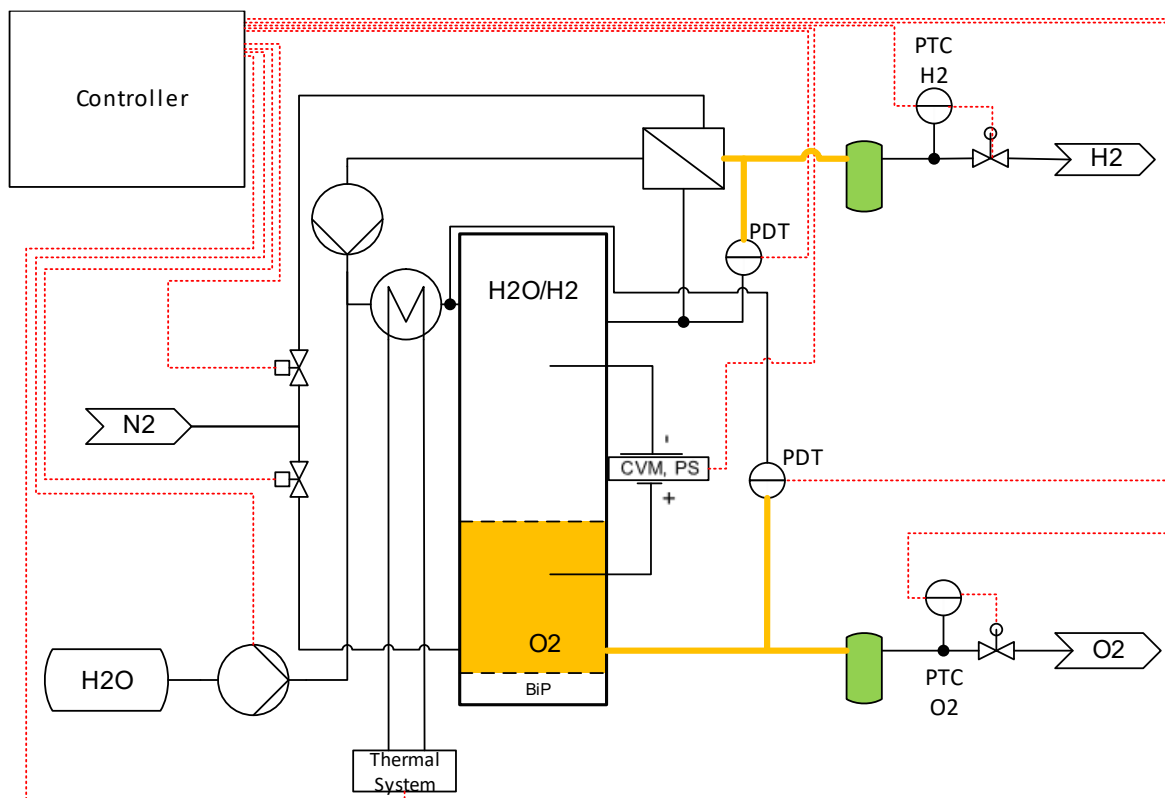 Controller
PTC
H2
H2
PDT
H2O/H2
N2
-
CVM, PS
+
PDT
O2
O2
H2O
BiP
PTC
O2
Thermal
System